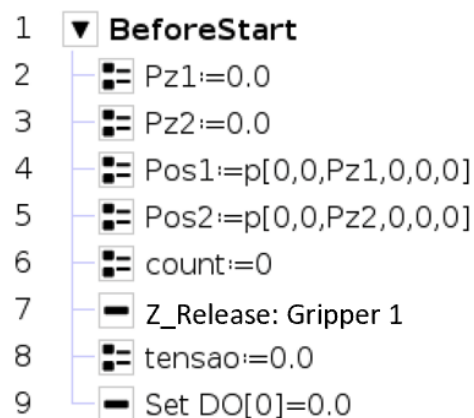 1 BeforeStart
2 Pz1:=0.0
3 Pz2:=0.0
4 Pos1:=p[0,0,Pz1,0,0,0]
5 Pos2:=p[0,0,Pz2,0,0,0]
6 count:=0
7 Z_Release: Gripper 1
8 tensao:=0.0
9 Set DO[0]=0.0